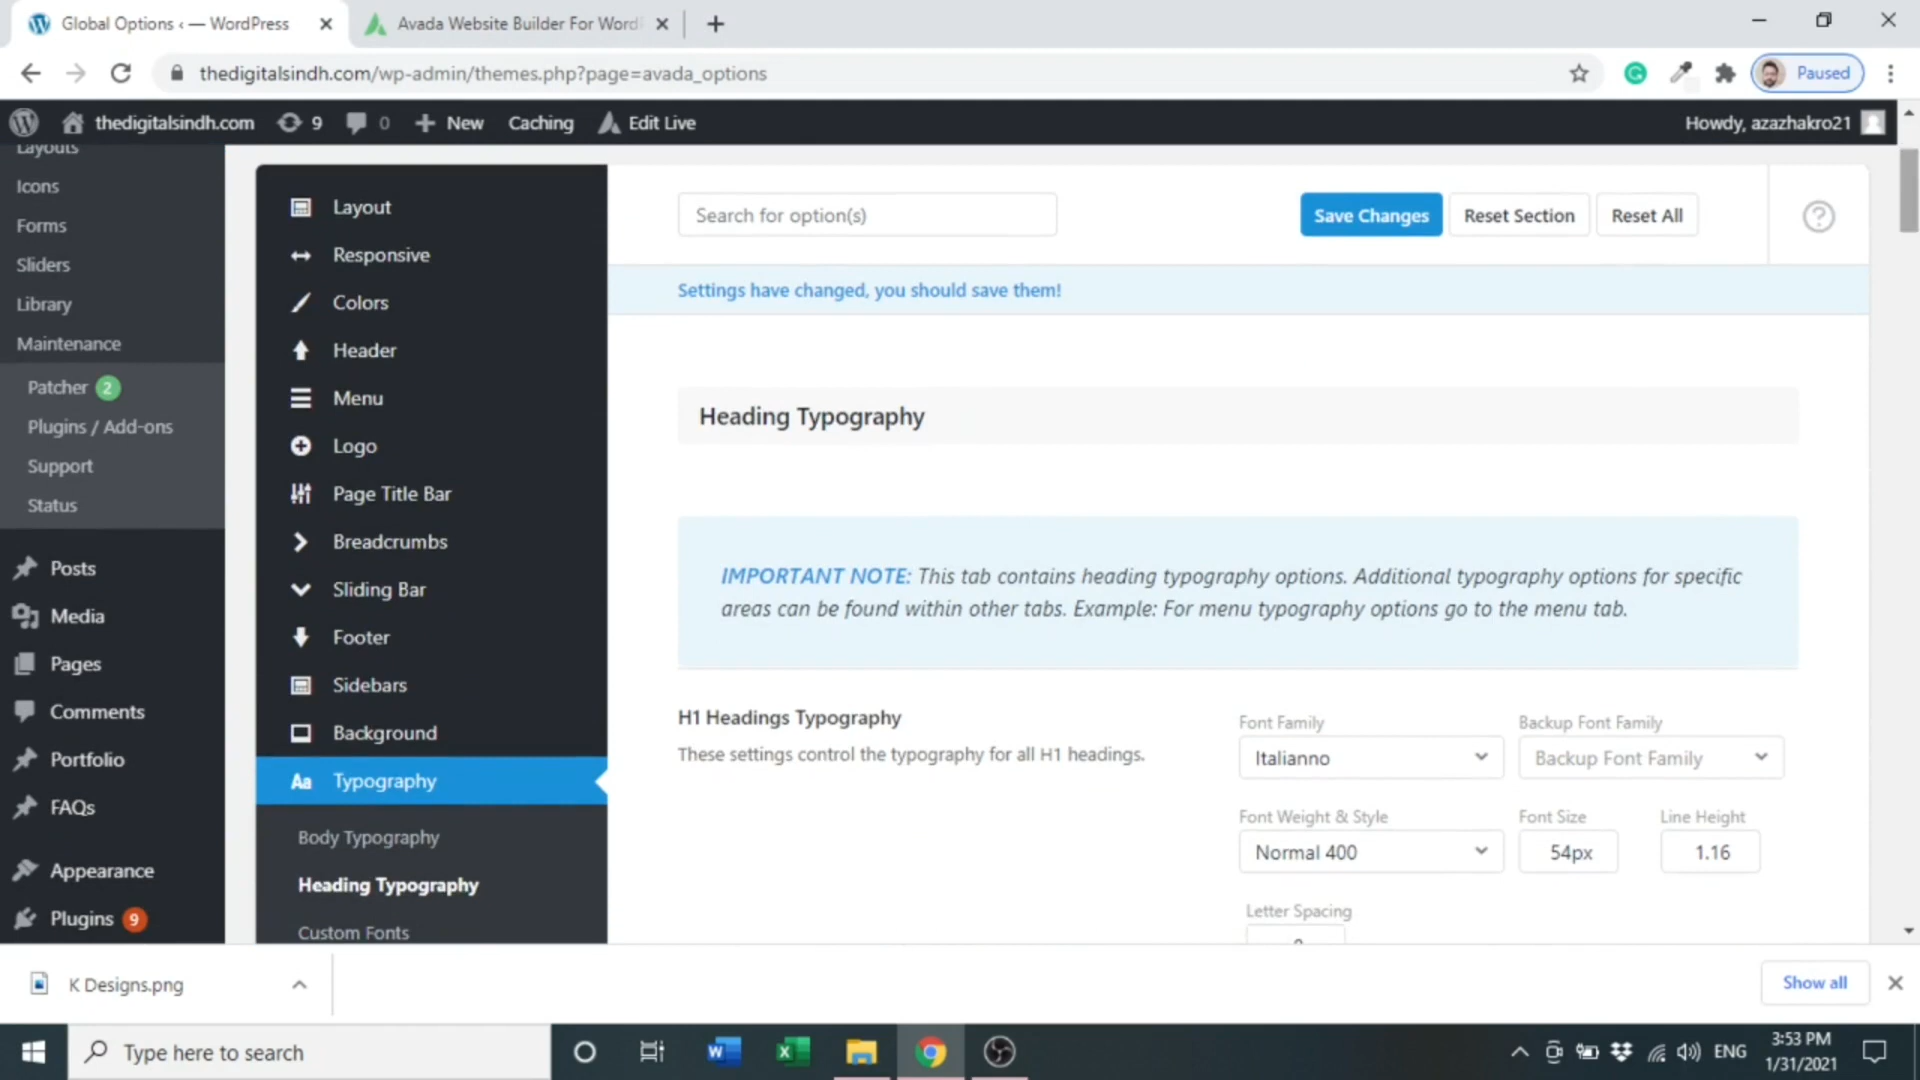 Global Options ‹ — WordPress
Avada Website Builder For Word
thedigitalsindh.com/wp-admin/themes.php?page=avada_options
Paused
thedigitalsindh.com
9
0
New
Caching
Edit Live
Howdy, azazhakro21
Layouts
Icons
Forms
Sliders
Library
Maintenance
Patcher 2
Plugins / Add-ons
Support
Status
Posts
Media
Pages
Comments
Portfolio
FAQs
Appearance
Plugins 9
Layout
Responsive
Colors
Header
Menu
Logo
Page Title Bar
Breadcrumbs
Sliding Bar
Footer
Sidebars
Background
Aa Typography
Body Typography
Heading Typography
Custom Fonts
Search for option(s)
Save Changes
Reset Section
Reset All
Settings have changed, you should save them!
Heading Typography
IMPORTANT NOTE: This tab contains heading typography options. Additional typography options for specific
areas can be found within other tabs. Example: For menu typography options go to the menu tab.
H1 Headings Typography
These settings control the typography for all H1 headings.
Font Family
Italianno
Backup Font Family
Backup Font Family
Font Weight & Style
Normal 400
Font Size
54px
Line Height
1.16
Letter Spacing
K Designs.png
Show all
Type here to search
ENG
3:53 PM
1/31/2021